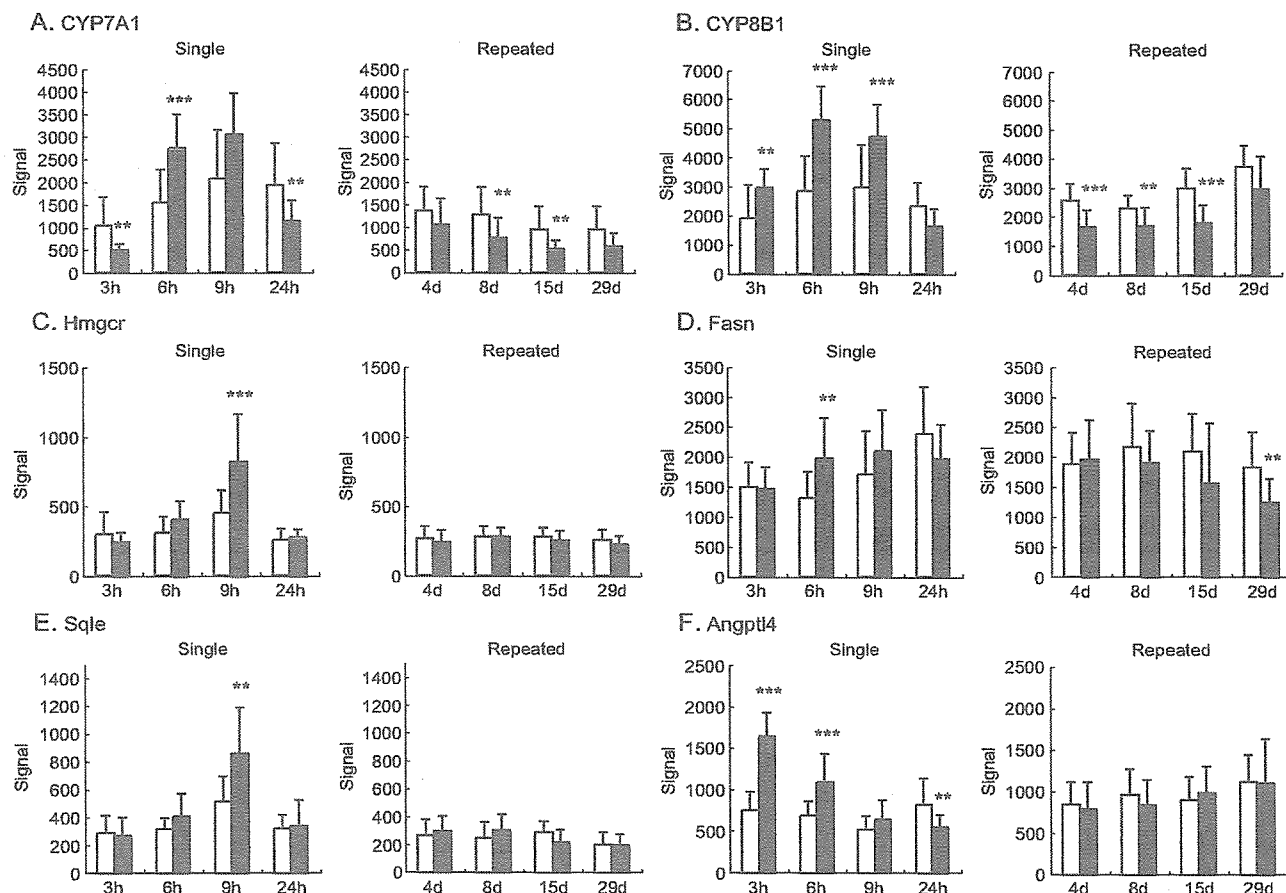 A. CYP7A1
Single
Signal
4500
4000
3500
3000
2500
2000
1500
1000
500
0
**
***
**
3h 6h 9h 24h
Repeated
4500
4000
3500
3000
2500
2000
1500
1000
500
0
**
**
4d 8d 15d 29d
B. CYP8B1
Single
Signal
7000
6000
5000
4000
3000
2000
1000
0
**
***
***
3h 6h 9h 24h
Repeated
7000
6000
5000
4000
3000
2000
1000
0
***
**
***
4d 8d 15d 29d
C. Hmgcr
Single
Signal
1500
1000
500
0
***
3h 6h 9h 24h
Repeated
1500
1000
500
0
4d 8d 15d 29d
D. Fasn
Single
Signal
3500
3000
2500
2000
1500
1000
500
0
**
3h 6h 9h 24h
Repeated
3500
3000
2500
2000
1500
1000
500
0
**
4d 8d 15d 29d
E. Sqle
Single
Signal
1400
1200
1000
800
600
400
200
0
**
3h 6h 9h 24h
Repeated
1400
1200
1000
800
600
400
200
0
4d 8d 15d 29d
F. Angptl4
Single
Signal
2500
2000
1500
1000
500
0
***
***
**
3h 6h 9h 24h
Repeated
2500
2000
1500
1000
500
0
4d 8d 15d 29d